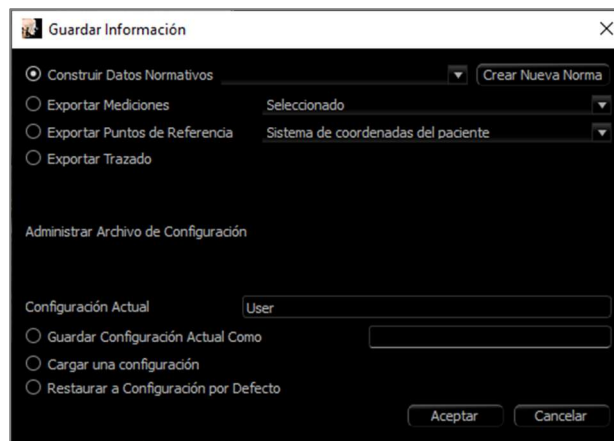 Guardar Información
Construir Datos Normativos
Crear Nueva Norma
Exportar Mediciones
Seleccionado
Exportar Puntos de Referencia
Sistema de coordenadas del paciente
Exportar Trazado
Administrar Archivo de Configuración
Configuración Actual
User
Guardar Configuración Actual Como
Cargar una configuración
Restaurar a Configuración por Defecto
Aceptar
Cancelar